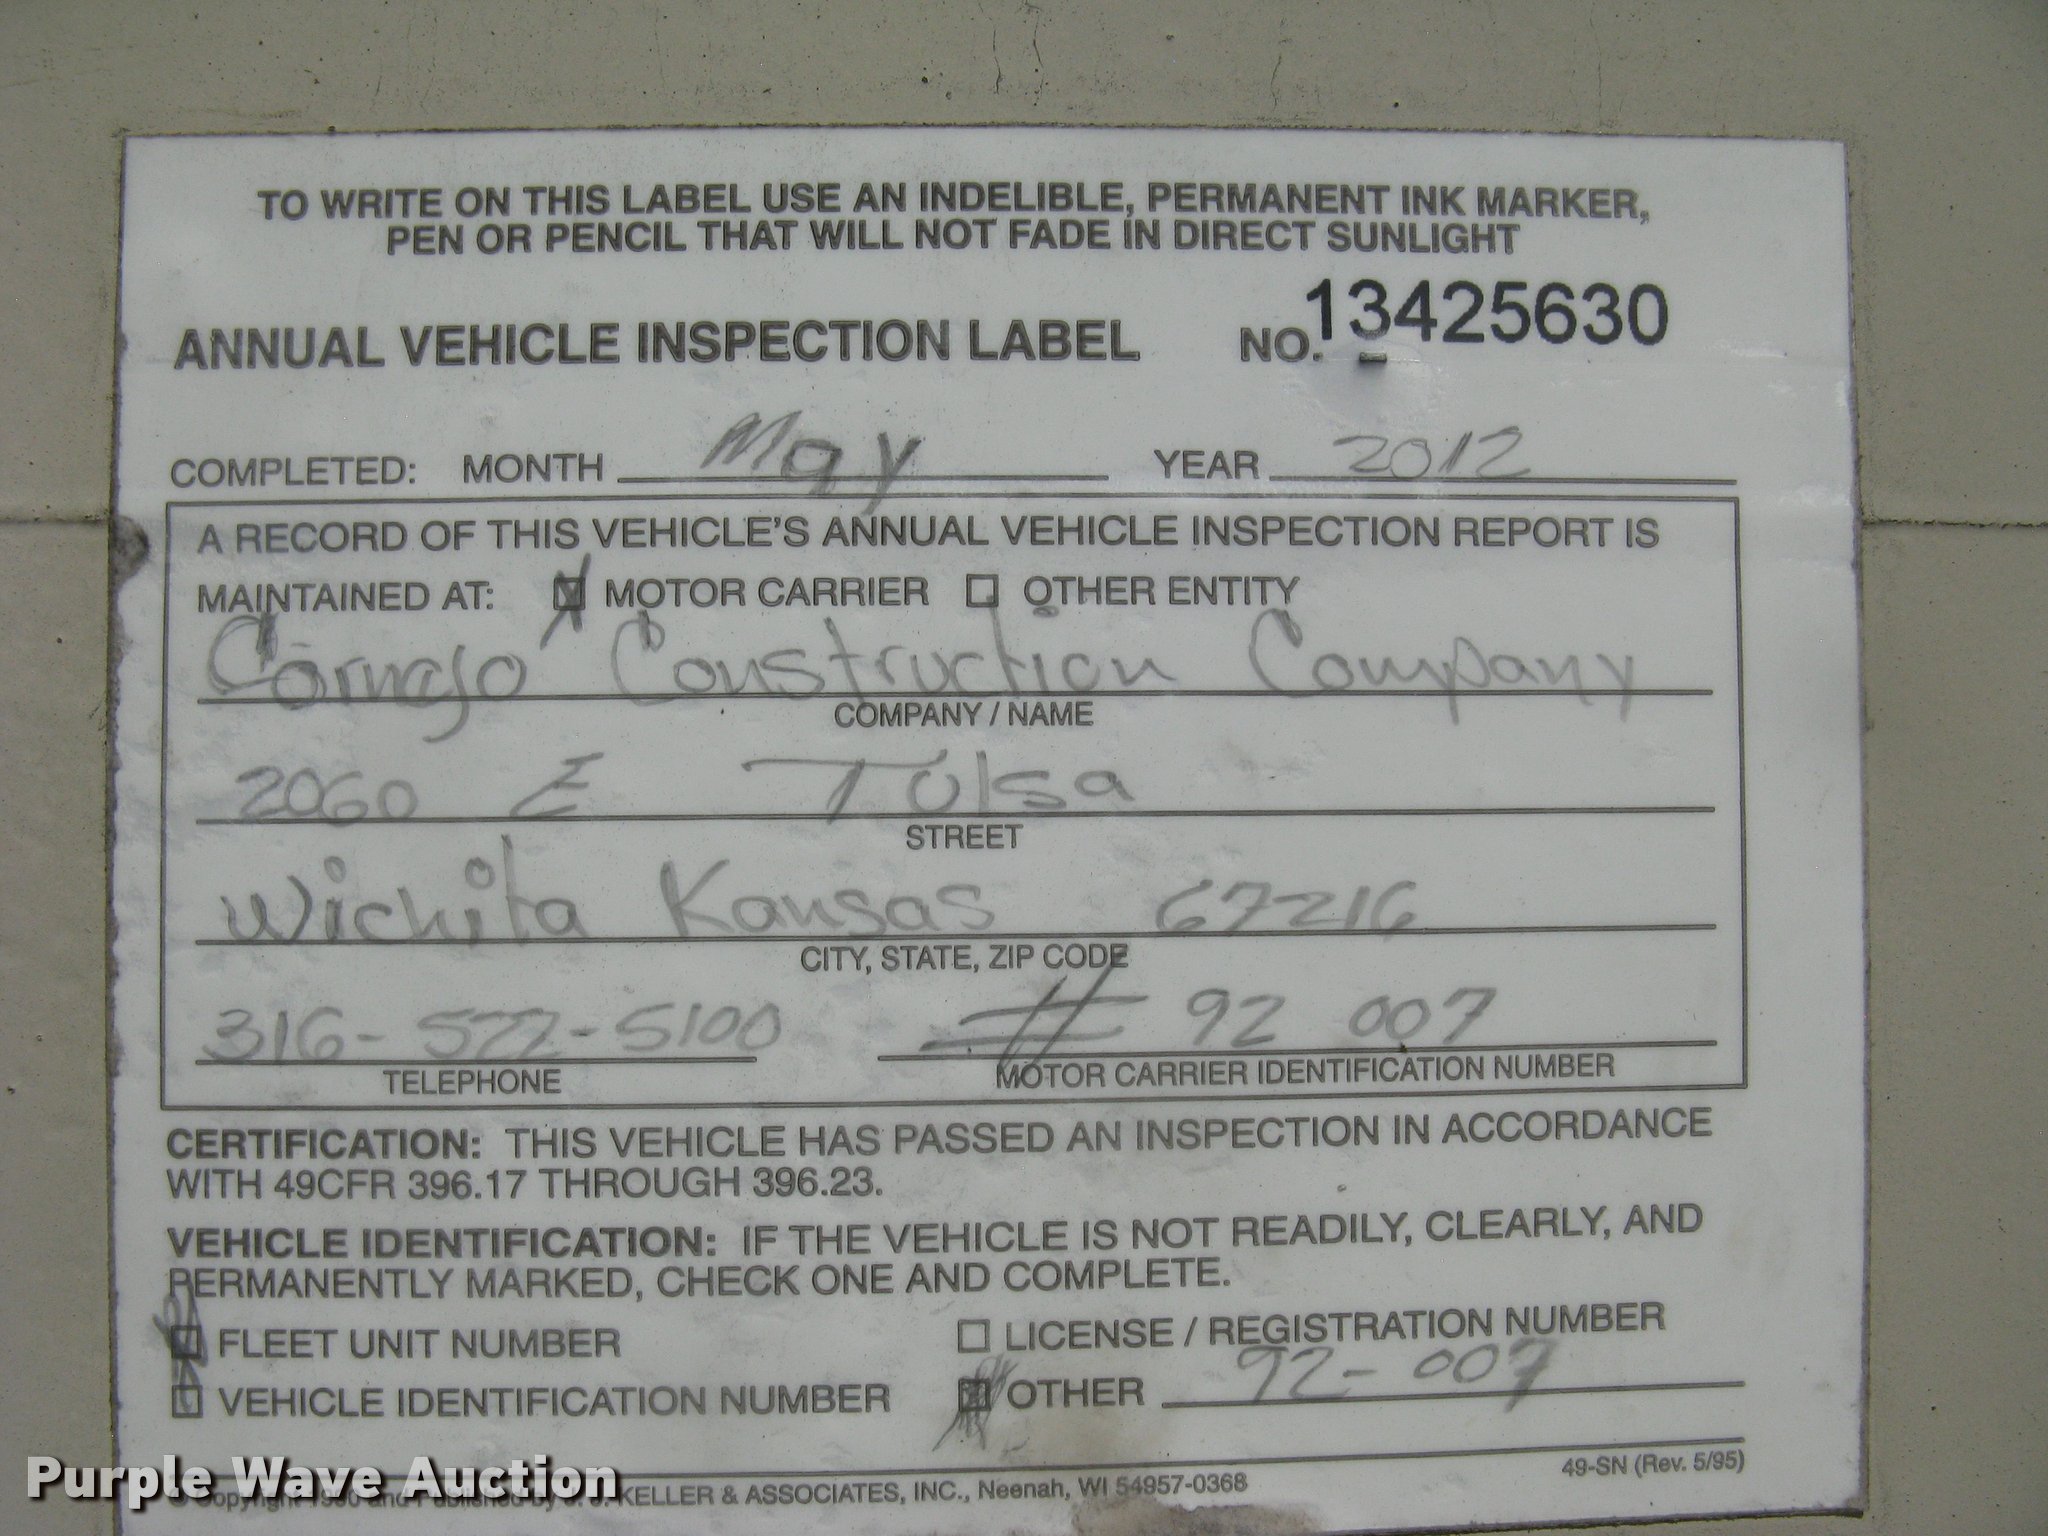 TO WRITE ON THIS LABEL USE AN INDELIBLE, PERMANENT INK MARKER,
PEN OR PENCIL THAT WILL NOT FADE IN DIRECT SUNLIGHT
ANNUAL VEHICLE INSPECTION LABEL NO. 13425630
COMPLETED: MONTH May YEAR 2012
A RECORD OF THIS VEHICLE'S ANNUAL VEHICLE INSPECTION REPORT IS
MAINTAINED AT: MOTOR CARRIER OTHER ENTITY
Cornejo Construction Company
COMPANY / NAME
2060 E Tulsa
STREET
Wichita Kansas 67216
CITY, STATE, ZIP CODE
316-522-5100 # 92 007
TELEPHONE MOTOR CARRIER IDENTIFICATION NUMBER
CERTIFICATION: THIS VEHICLE HAS PASSED AN INSPECTION IN ACCORDANCE
WITH 49CFR 396.17 THROUGH 396.23.
VEHICLE IDENTIFICATION: IF THE VEHICLE IS NOT READILY, CLEARLY, AND
PERMANENTLY MARKED, CHECK ONE AND COMPLETE.
FLEET UNIT NUMBER LICENSE / REGISTRATION NUMBER
VEHICLE IDENTIFICATION NUMBER OTHER 92-007
49-SN (Rev. 5/95)
© Copyright 1990 and Published by J. J. KELLER & ASSOCIATES, INC., Neenah, WI 54957-0368
Purple Wave Auction